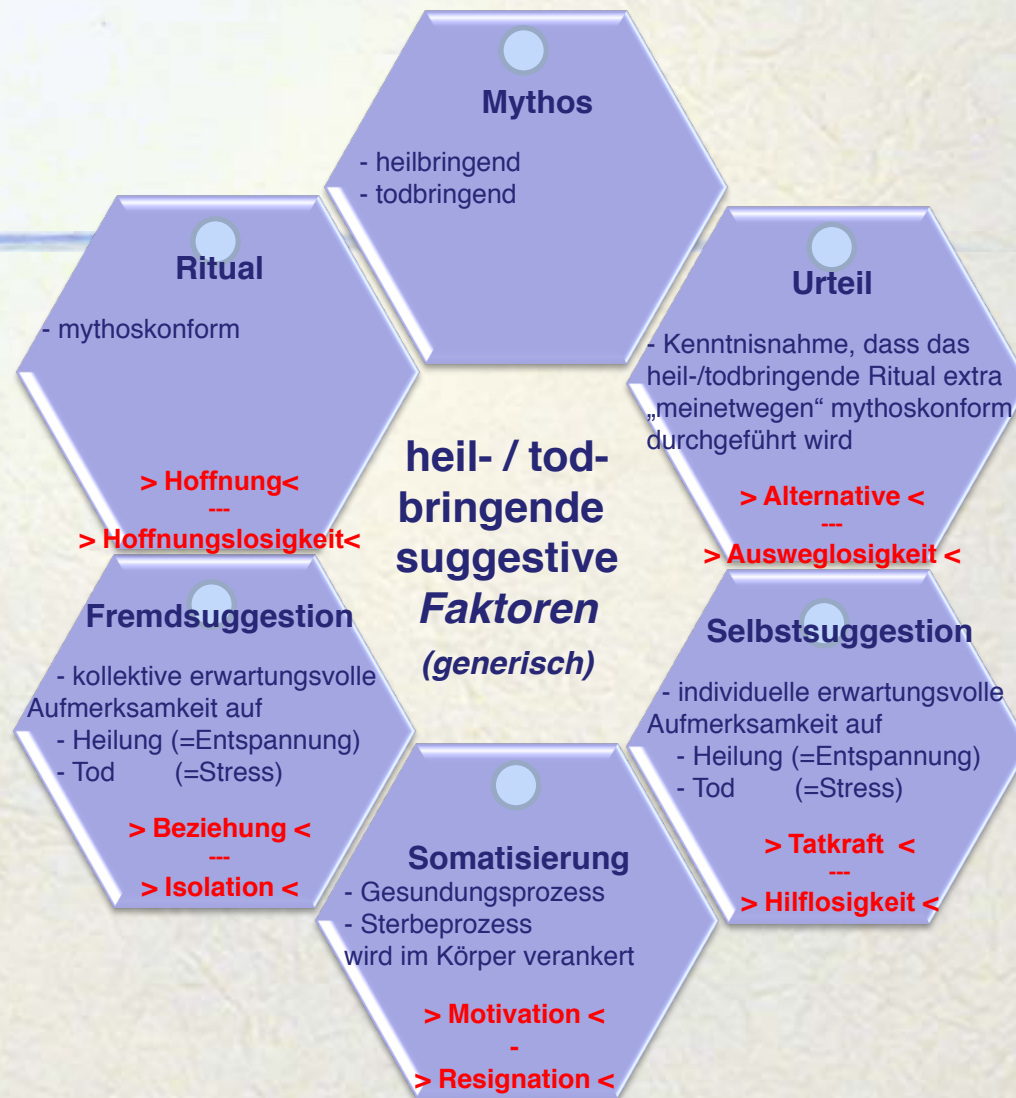 Mythos
- heilbringend
- todbringend
Ritual
- mythoskonform
> Hoffnung<
---
> Hoffnungslosigkeit<
Urteil
- Kenntnisnahme, dass das
heil-/todbringende Ritual extra
„meinetwegen“ mythoskonform
durchgeführt wird
> Alternative <
---
> Ausweglosigkeit <
heil- / tod-
bringende
suggestive
Faktoren
(generisch)
Fremdsuggestion
- kollektive erwartungsvolle
Aufmerksamkeit auf
- Heilung (=Entspannung)
- Tod (=Stress)
> Beziehung <
---
> Isolation <
Selbstsuggestion
- individuelle erwartungsvolle
Aufmerksamkeit auf
- Heilung (=Entspannung)
- Tod (=Stress)
> Tatkraft <
---
> Hilflosigkeit <
Somatisierung
- Gesundungsprozess
- Sterbeprozess
wird im Körper verankert
> Motivation <
-
> Resignation <